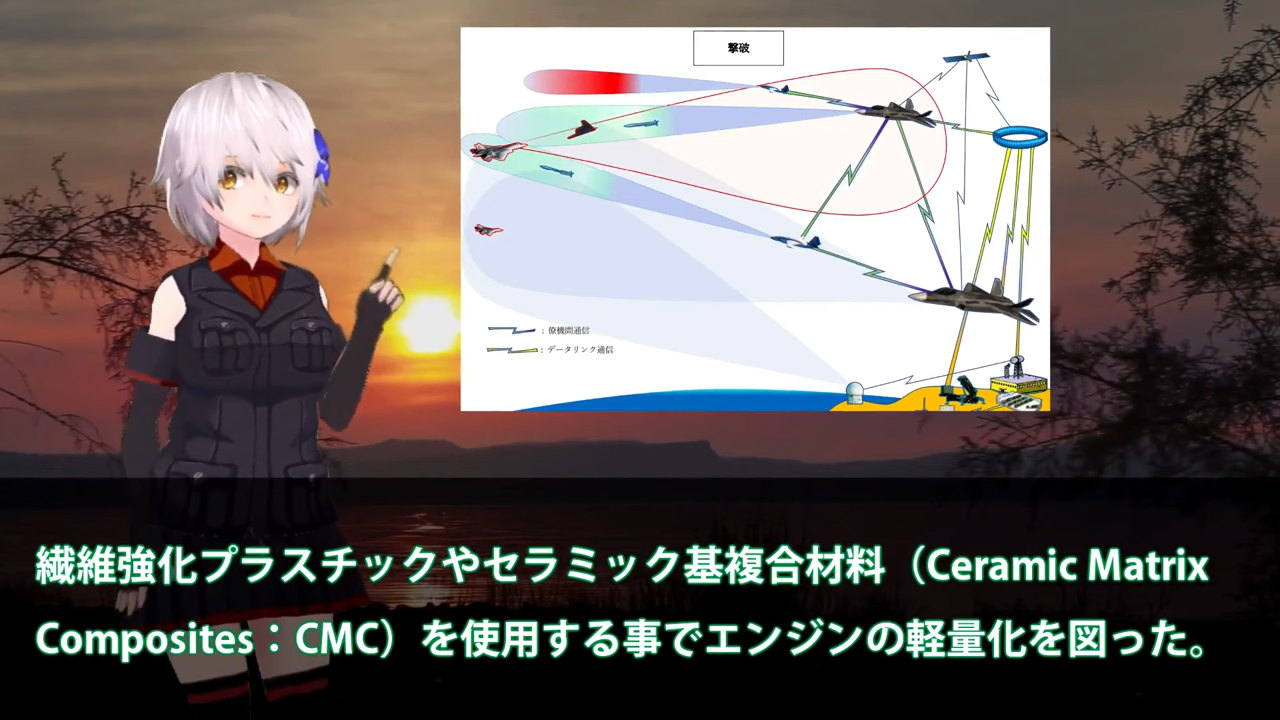 撃破
：僚機間通信
：データリンク通信
繊維強化プラスチックやセラミック基複合材料（Ceramic Matrix
Composites：CMC）を使用する事でエンジンの軽量化を図った。